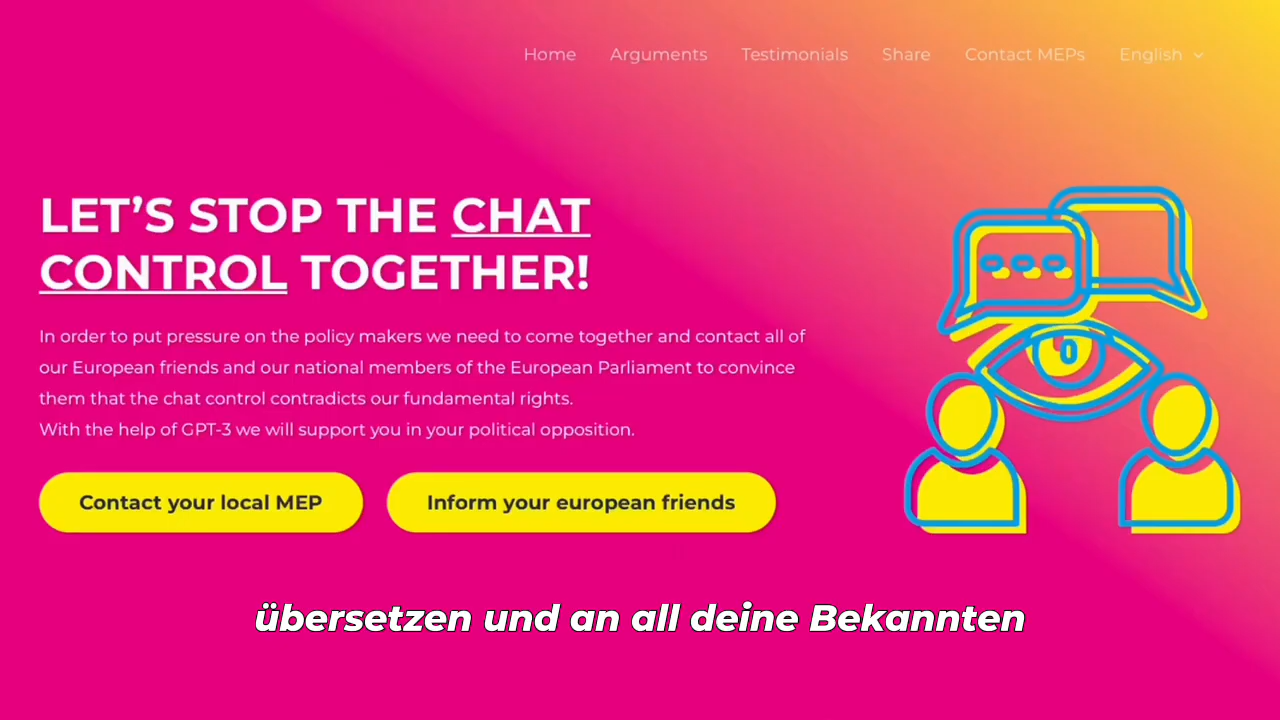 Home Arguments Testimonials Share Contact MEPs English
LET’S STOP THE CHAT
CONTROL TOGETHER!
In order to put pressure on the policy makers we need to come together and contact all of
our European friends and our national members of the European Parliament to convince
them that the chat control contradicts our fundamental rights.
With the help of GPT-3 we will support you in your political opposition.
Contact your local MEP Inform your european friends
übersetzen und an all deine Bekannten